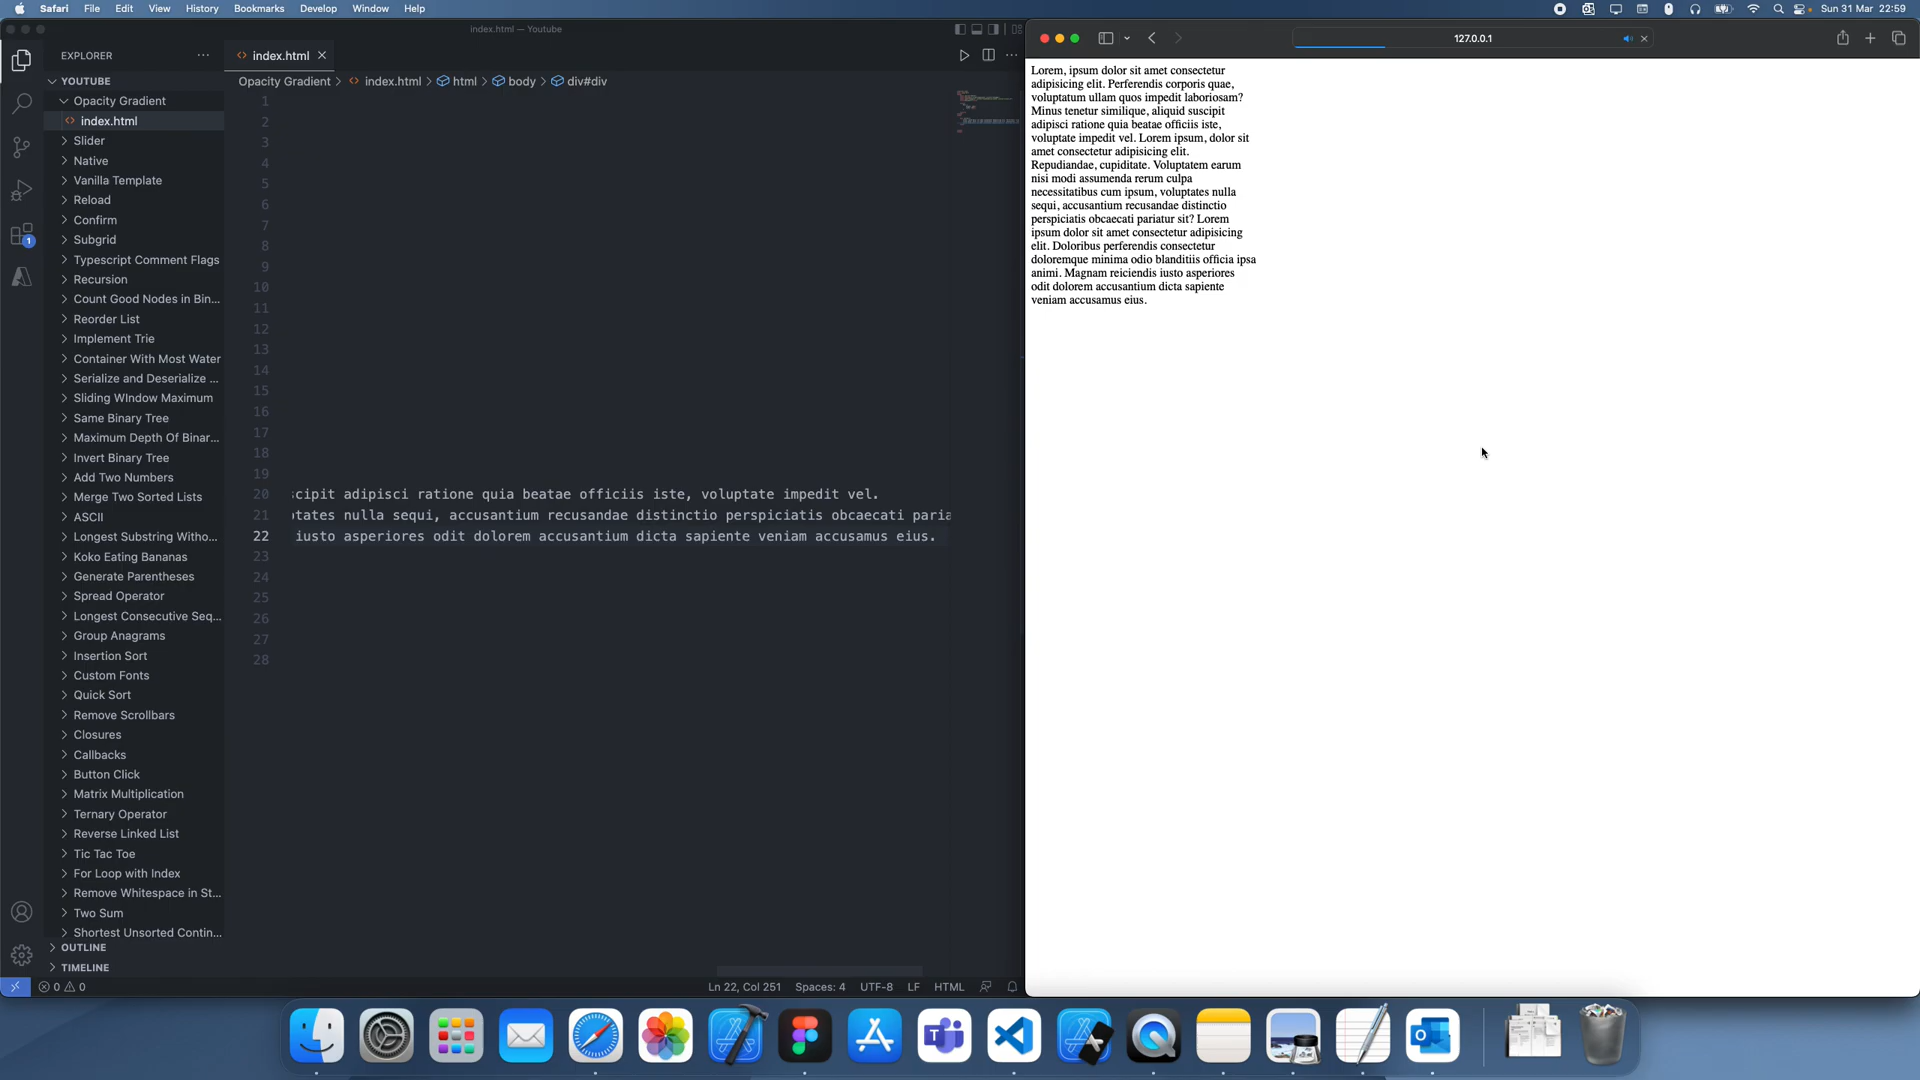 Safari File Edit View History Bookmarks Develop Window Help
Sun 31 Mar 22:59
index.html — Youtube
EXPLORER
index.html
127.0.0.1
YOUTUBE
Opacity Gradient > index.html > html > body > div#div
Opacity Gradient
index.html
Slider
Native
Vanilla Template
Reload
Confirm
Subgrid
Typescript Comment Flags
Recursion
Count Good Nodes in Bin...
Reorder List
Implement Trie
Container With Most Water
Serialize and Deserialize ...
Sliding WIndow Maximum
Same Binary Tree
Maximum Depth Of Binar...
Invert Binary Tree
Add Two Numbers
Merge Two Sorted Lists
ASCII
Longest Substring Witho...
Koko Eating Bananas
Generate Parentheses
Spread Operator
Longest Consecutive Seq...
Group Anagrams
Insertion Sort
Custom Fonts
Quick Sort
Remove Scrollbars
Closures
Callbacks
Button Click
Matrix Multiplication
Ternary Operator
Reverse Linked List
Tic Tac Toe
For Loop with Index
Remove Whitespace in St...
Two Sum
Shortest Unsorted Contin...
OUTLINE
TIMELINE
1
2
3
4
5
6
7
8
9
10
11
12
13
14
15
16
17
18
19
20 scipit adipisci ratione quia beatae officiis iste, voluptate impedit vel.
21 tates nulla sequi, accusantium recusandae distinctio perspiciatis obcaecati paria
22 iusto asperiores odit dolorem accusantium dicta sapiente veniam accusamus eius.
23
24
25
26
27
28
0 0
Ln 22, Col 251 Spaces: 4 UTF-8 LF HTML
Lorem, ipsum dolor sit amet consectetur
adipisicing elit. Perferendis corporis quae,
voluptatum ullam quos impedit laboriosam?
Minus tenetur similique, aliquid suscipit
adipisci ratione quia beatae officiis iste,
voluptate impedit vel. Lorem ipsum, dolor sit
amet consectetur adipisicing elit.
Repudiandae, cupiditate. Voluptatem earum
nisi modi assumenda rerum culpa
necessitatibus cum ipsum, voluptates nulla
sequi, accusantium recusandae distinctio
perspiciatis obcaecati pariatur sit? Lorem
ipsum dolor sit amet consectetur adipisicing
elit. Doloribus perferendis consectetur
doloremque minima odio blanditiis officia ipsa
animi. Magnam reiciendis iusto asperiores
odit dolorem accusantium dicta sapiente
veniam accusamus eius.